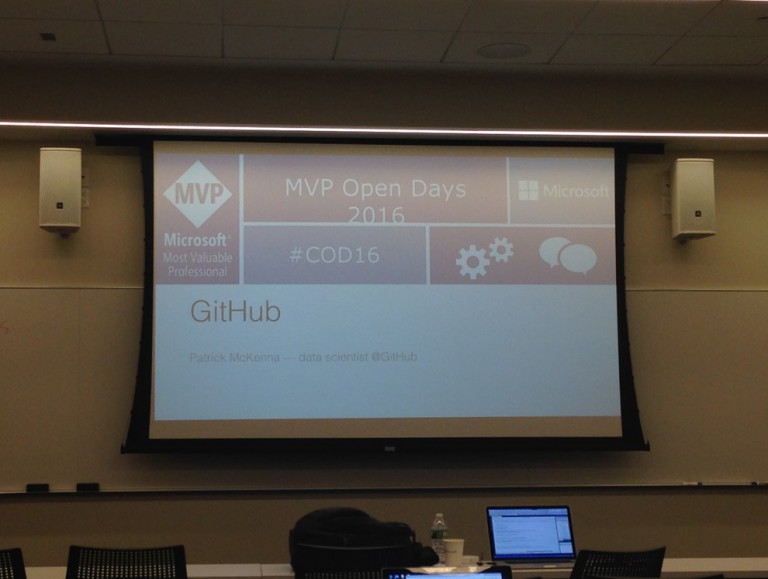 MVP
Microsoft®
Most Valuable
Professional
MVP Open Days
2016
Microsoft
#COD16
GitHub
Patrick McKenna — data scientist @GitHub